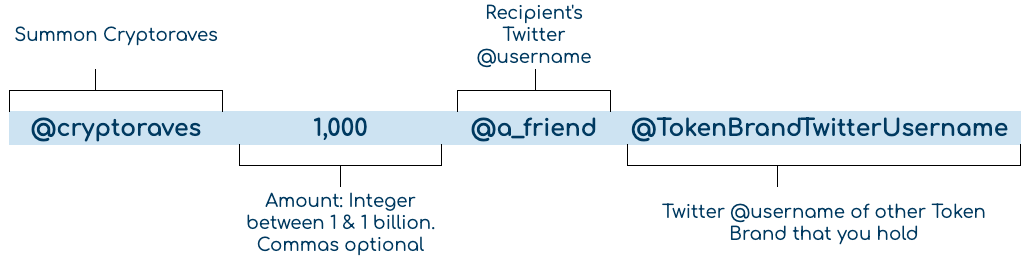 Summon Cryptoraves
Recipient's
Twitter
@username
@cryptoraves 1,000 @a_friend @TokenBrandTwitterUsername
Amount: Integer
between 1 & 1 billion.
Commas optional
Twitter @username of other Token
Brand that you hold